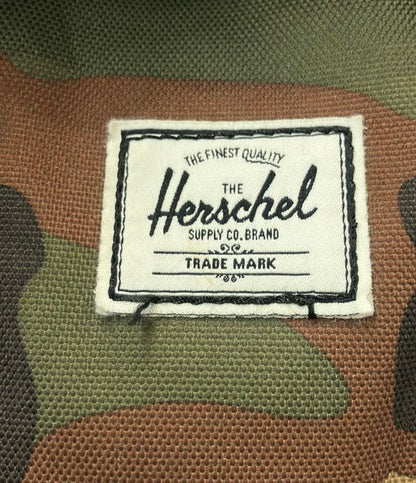 THE FINEST QUALITY
THE
Herschel
SUPPLY CO. BRAND
TRADE MARK